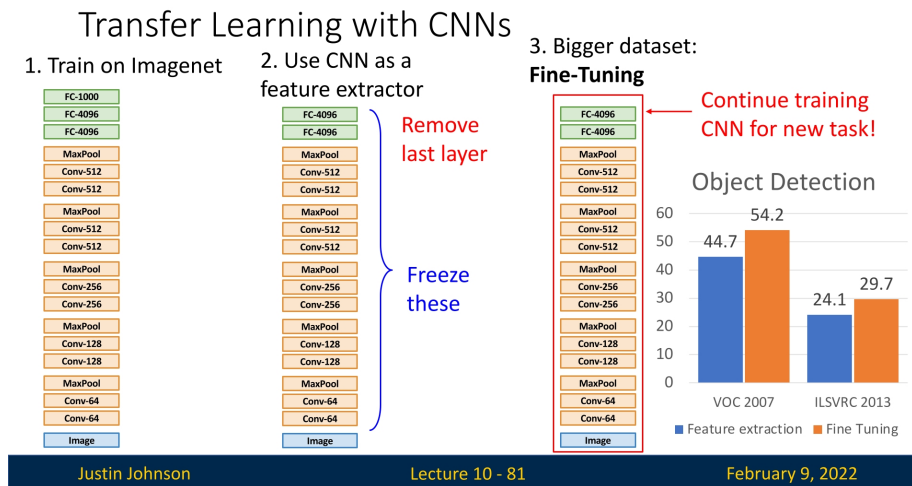 Transfer Learning with CNNs
1. Train on Imagenet
FC-1000
FC-4096
FC-4096
MaxPool
Conv-512
Conv-512
MaxPool
Conv-512
Conv-512
MaxPool
Conv-256
Conv-256
MaxPool
Conv-128
Conv-128
MaxPool
Conv-64
Conv-64
Image
2. Use CNN as a
feature extractor
FC-4096
FC-4096
MaxPool
Conv-512
Conv-512
MaxPool
Conv-512
Conv-512
MaxPool
Conv-256
Conv-256
MaxPool
Conv-128
Conv-128
MaxPool
Conv-64
Conv-64
Image
Remove
last layer
Freeze
these
3. Bigger dataset:
Fine-Tuning
FC-4096
FC-4096
MaxPool
Conv-512
Conv-512
MaxPool
Conv-512
Conv-512
MaxPool
Conv-256
Conv-256
MaxPool
Conv-128
Conv-128
MaxPool
Conv-64
Conv-64
Image
Continue training
CNN for new task!
Object Detection
60
50
40
30
20
10
0
44.7
54.2
24.1
29.7
VOC 2007
ILSVRC 2013
Feature extraction
Fine Tuning
Justin Johnson
Lecture 10 - 81
February 9, 2022